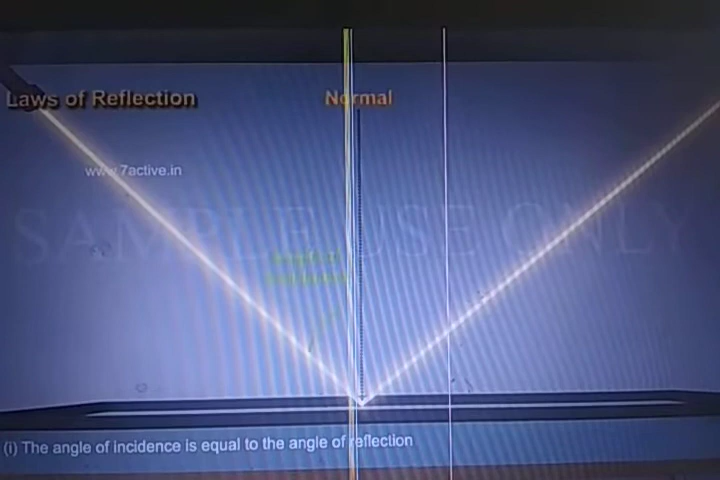 Laws of Reflection
Normal
www.7active.in
SAMPLE USE ONLY
(i) The angle of incidence is equal to the angle of reflection